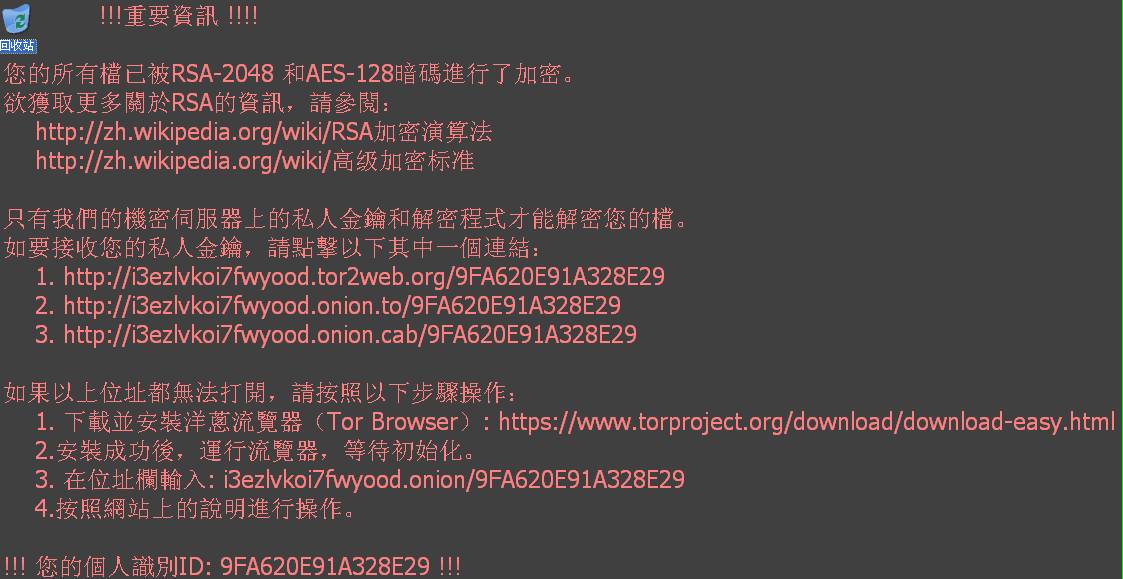 !!!重要資訊 !!!!
回收站
您的所有檔已被RSA-2048 和AES-128暗碼進行了加密。
欲獲取更多關於RSA的資訊，請參閱：
http://zh.wikipedia.org/wiki/RSA加密演算法
http://zh.wikipedia.org/wiki/高级加密标准
只有我們的機密伺服器上的私人金鑰和解密程式才能解密您的檔。
如要接收您的私人金鑰，請點擊以下其中一個連結：
1. http://i3ezlvkoi7fwyood.tor2web.org/9FA620E91A328E29
2. http://i3ezlvkoi7fwyood.onion.to/9FA620E91A328E29
3. http://i3ezlvkoi7fwyood.onion.cab/9FA620E91A328E29
如果以上位址都無法打開，請按照以下步驟操作：
1. 下載並安裝洋蔥流覽器（Tor Browser）: https://www.torproject.org/download/download-easy.html
2.安裝成功後，運行流覽器，等待初始化。
3. 在位址欄輸入: i3ezlvkoi7fwyood.onion/9FA620E91A328E29
4.按照網站上的說明進行操作。
!!! 您的個人識別ID: 9FA620E91A328E29 !!!